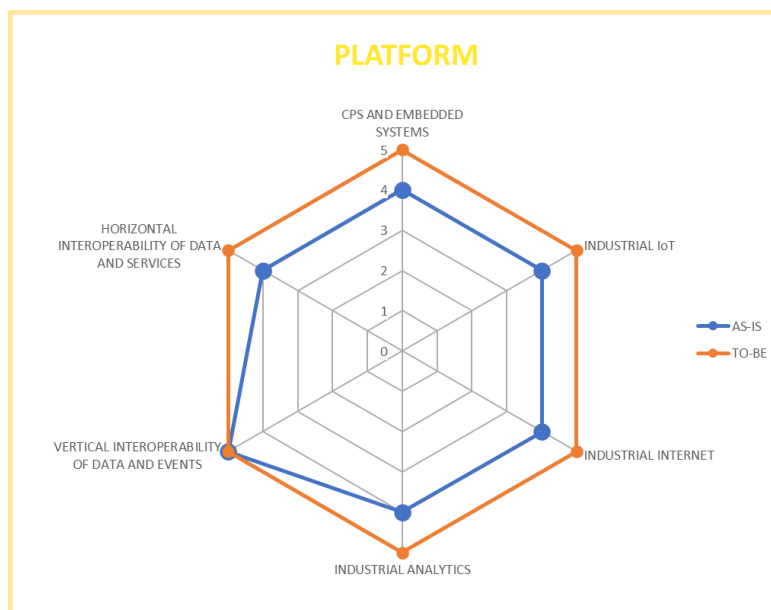 PLATFORM
CPS AND EMBEDDED
SYSTEMS
5
4
3
2
1
0
HORIZONTAL
INTEROPERABILITY OF DATA
AND SERVICES
INDUSTRIAL IoT
AS-IS
TO-BE
VERTICAL INTEROPERABILITY
OF DATA AND EVENTS
INDUSTRIAL INTERNET
INDUSTRIAL ANALYTICS